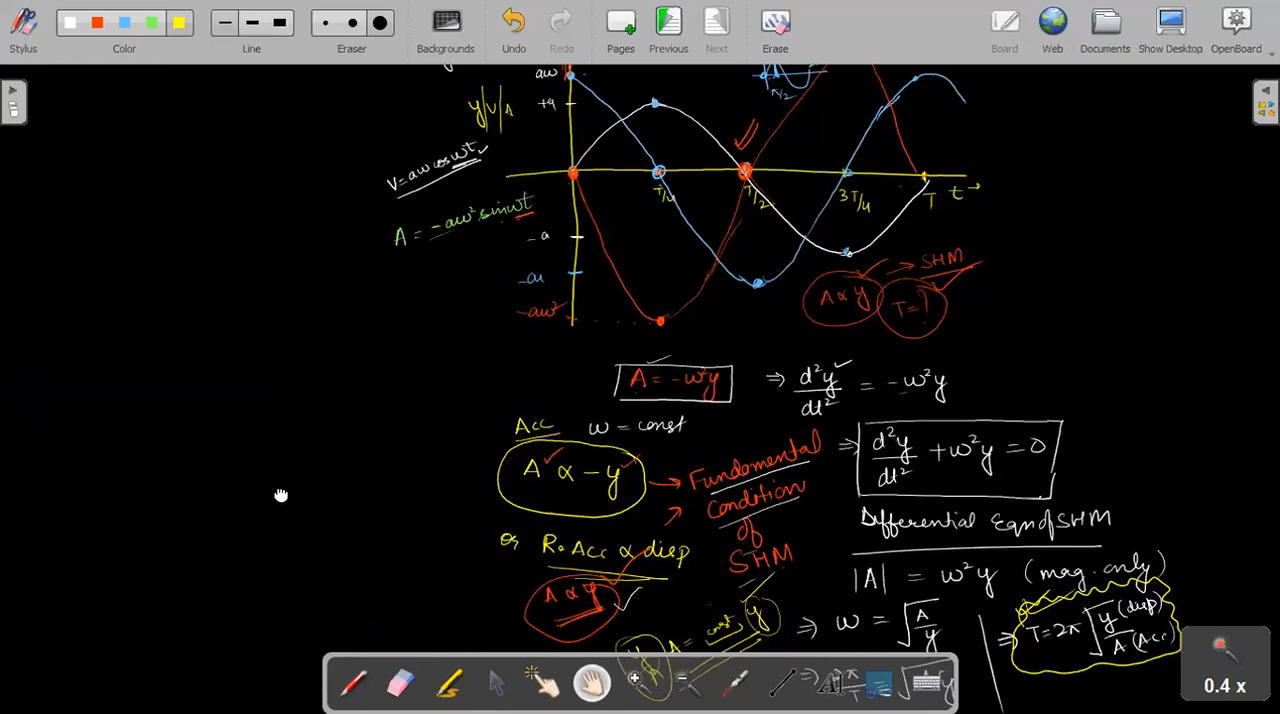 Stylus
Color
Line
Eraser
Backgrounds
Undo
Redo
Pages
Previous
Next
Erase
Board
Web
Documents
Show Desktop
OpenBoard
aω
+a
y/v/A
π/2
V = aω cos ωt
A = -aω² sin ωt
T/4
T/2
3T/4
T
t →
-a
-aω²
A ∝ y → SHM
T = ?
A = -ω²y ⇒ d²y/dt² = -ω²y
Acc ω = const
A ∝ -y → Fundamental Condition of SHM
⇒ d²y/dt² + ω²y = 0
Differential Eqn of SHM
or R. Acc ∝ disp
A ∝ y
|A| = ω²y (mag. only)
A = const y
⇒ ω = √A/y
⇒ T = 2π √y (disp) / A (Acc)
0.4 x